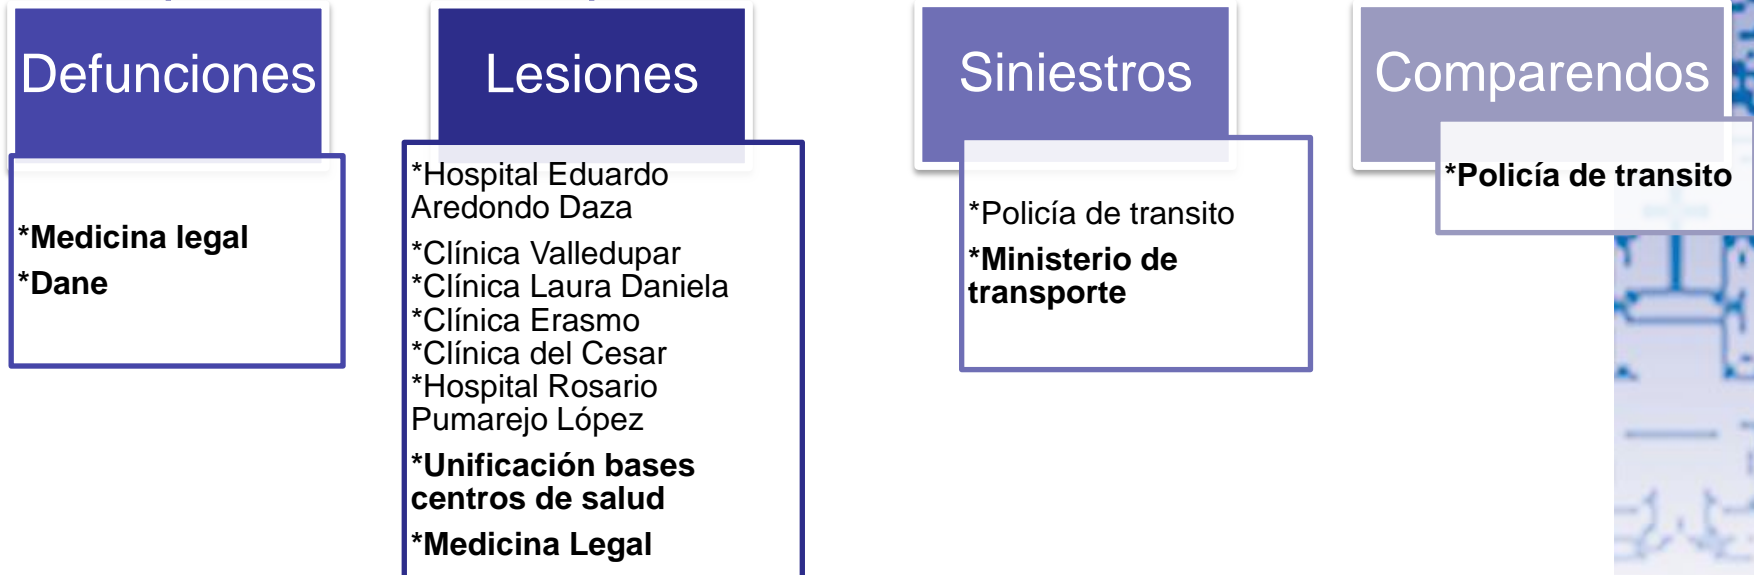 Defunciones
*Medicina legal
*Dane
Lesiones
*Hospital Eduardo
Aredondo Daza
*Clínica Valledupar
*Clínica Laura Daniela
*Clínica Erasmo
*Clínica del Cesar
*Hospital Rosario
Pumarejo López
*Unificación bases
centros de salud
*Medicina Legal
Siniestros
*Policía de transito
*Ministerio de
transporte
Comparendos
*Policía de transito